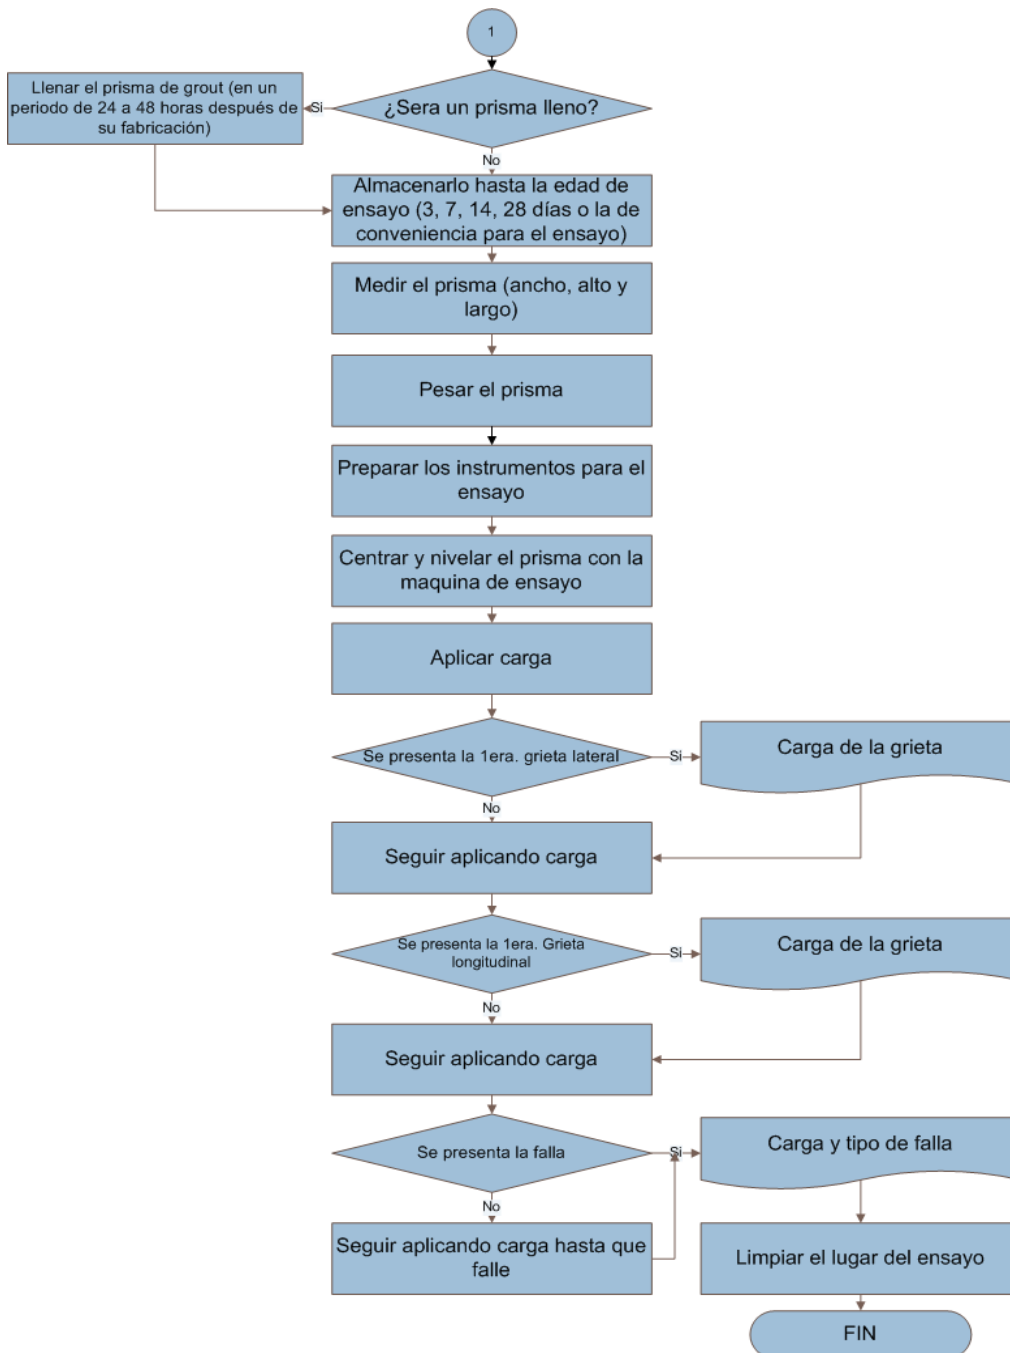 1
¿Sera un prisma lleno?
Si
Llenar el prisma de grout (en un
periodo de 24 a 48 horas después de
su fabricación)
No
Almacenarlo hasta la edad de
ensayo (3, 7, 14, 28 días o la de
conveniencia para el ensayo)
Medir el prisma (ancho, alto y
largo)
Pesar el prisma
Preparar los instrumentos para el
ensayo
Centrar y nivelar el prisma con la
maquina de ensayo
Aplicar carga
Se presenta la 1era. grieta lateral
Si
Carga de la grieta
No
Seguir aplicando carga
Se presenta la 1era. Grieta
longitudinal
Si
Carga de la grieta
No
Seguir aplicando carga
Se presenta la falla
Si
Carga y tipo de falla
No
Seguir aplicando carga hasta que
falle
Limpiar el lugar del ensayo
FIN